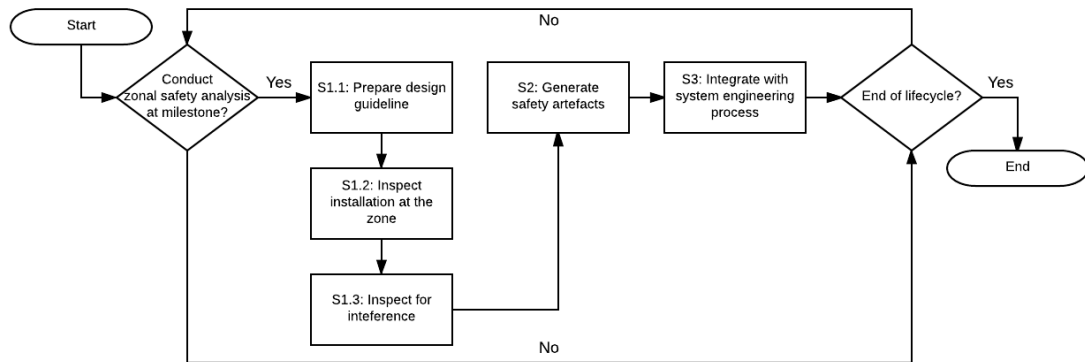 Start
No
Conduct
zonal safety analysis
at milestone?
Yes
S1.1: Prepare design
guideline
S1.2: Inspect
installation at the
zone
S1.3: Inspect for
inteference
S2: Generate
safety artefacts
S3: Integrate with
system engineering
process
End of lifecycle?
Yes
End
No